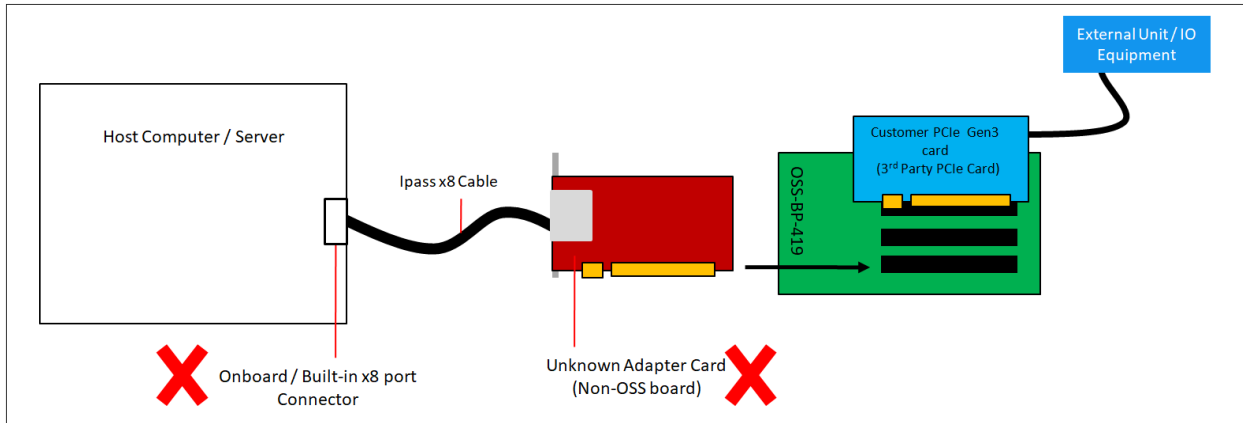 External Unit / IO
Equipment
Host Computer / Server
Customer PCIe Gen3
card
(3rd Party PCIe Card)
Ipass x8 Cable
OSS-BP-419
Onboard / Built-in x8 port
Connector
Unknown Adapter Card
(Non-OSS board)